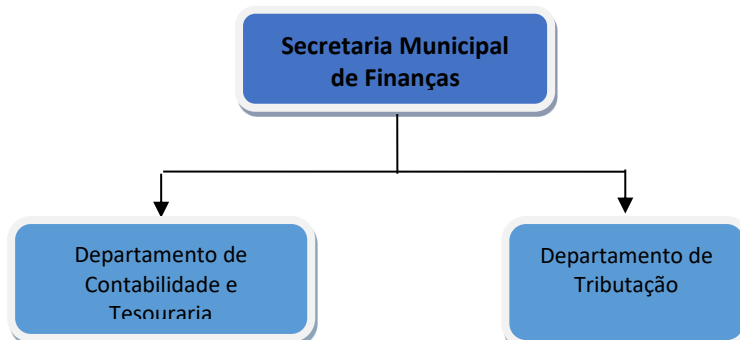 Secretaria Municipal
de Finanças
Departamento de
Contabilidade e
Tesouraria
Departamento de
Tributação